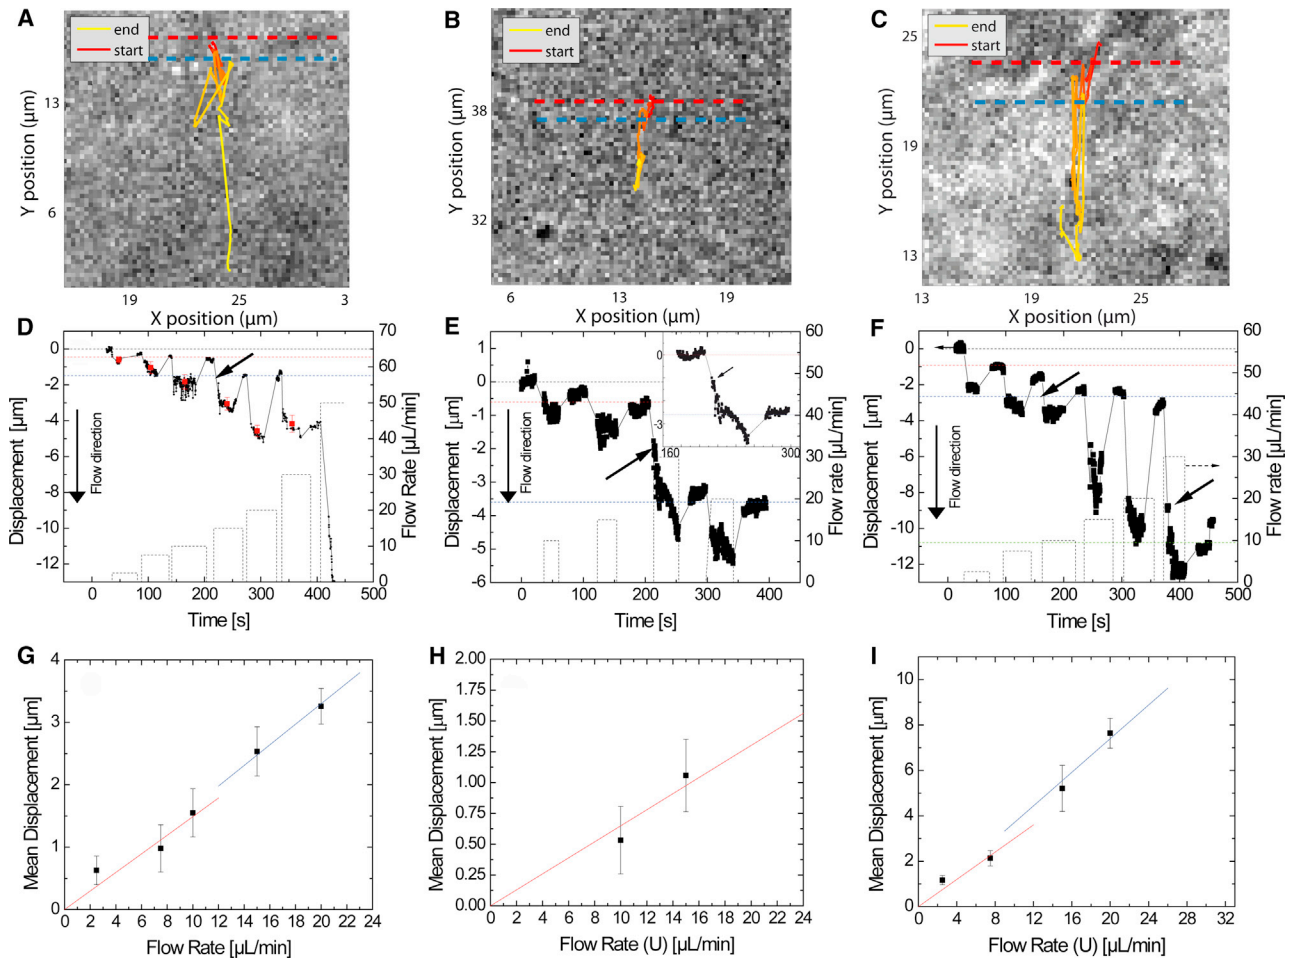 A
end
start
Y position (µm)
13
6
19
25
3
X position (µm)
B
end
start
Y position (µm)
38
32
6
13
19
X position (µm)
C
end
start
Y position (µm)
25
19
13
13
19
25
X position (µm)
D
Displacement [µm]
0
-2
-4
-6
-8
-10
-12
Flow direction
0 100 200 300 400 500
Time [s]
70
60
50
40
30
20
10
0
Flow Rate [µL/min]
E
Displacement [µm]
1
0
-1
-2
-3
-4
-5
-6
Flow direction
0
-3
160 300
0 100 200 300 400
Time [s]
60
50
40
30
20
10
0
Flow rate [µL/min]
F
Displacement [µm]
0
-2
-4
-6
-8
-10
-12
Flow direction
0 100 200 300 400 500
Time [s]
60
50
40
30
20
10
0
Flow rate [µL/min]
G
Mean Displacement [µm]
4
3
2
1
0
0 2 4 6 8 10 12 14 16 18 20 22 24
Flow Rate [µL/min]
H
Mean Displacement [µm]
2.00
1.75
1.50
1.25
1.00
0.75
0.50
0.25
0.00
0 2 4 6 8 10 12 14 16 18 20 22 24
Flow Rate (U) [µL/min]
I
Mean Displacement [µm]
10
8
6
4
2
0
0 4 8 12 16 20 24 28 32
Flow Rate (U) [µL/min]